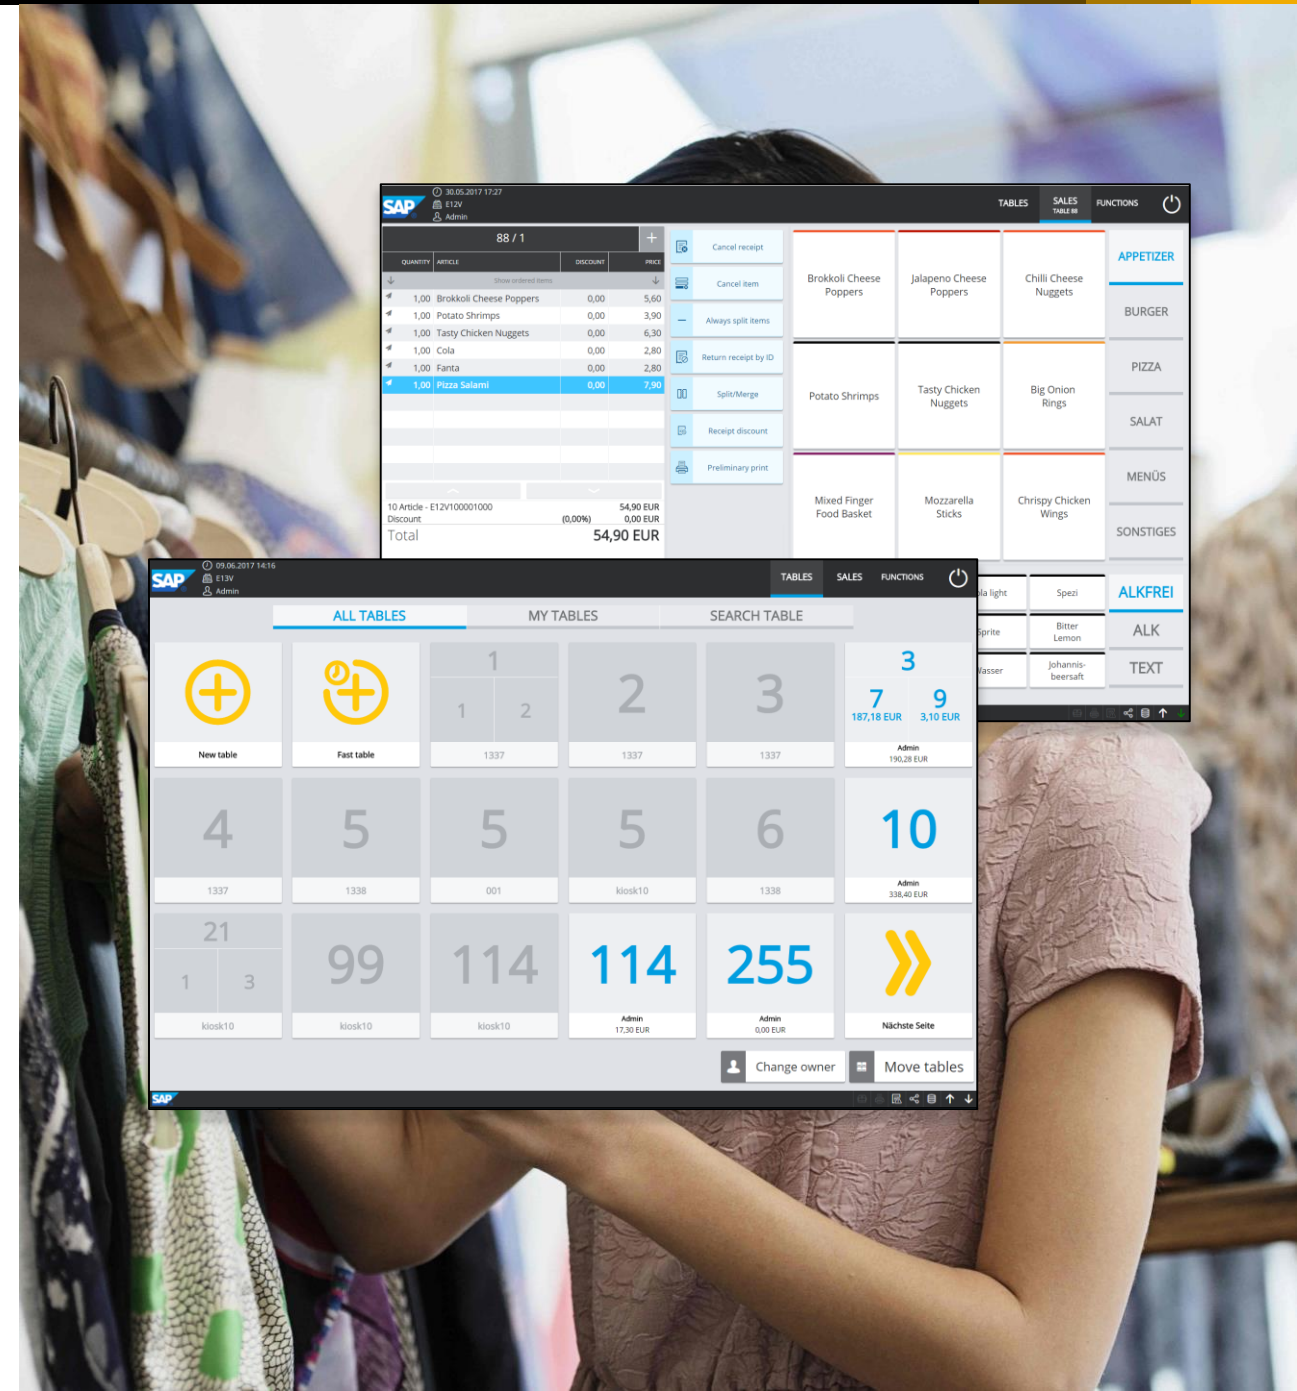 SAP
30.05.2017 17:27
E12V
Admin
TABLES
SALES
TABLE 88
FUNCTIONS
88 / 1
+
QUANTITY ARTICLE DISCOUNT PRICE
Show ordered items
1,00 Brokkoli Cheese Poppers 0,00 5,60
1,00 Potato Shrimps 0,00 3,90
1,00 Tasty Chicken Nuggets 0,00 6,30
1,00 Cola 0,00 2,80
1,00 Fanta 0,00 2,80
1,00 Pizza Salami 0,00 7,90
10 Article - E12V100001000 54,90 EUR
Discount (0,00%) 0,00 EUR
Total 54,90 EUR
Cancel receipt
Cancel item
Always split items
Return receipt by ID
Split/Merge
Receipt discount
Preliminary print
Brokkoli Cheese
Poppers
Jalapeno Cheese
Poppers
Chilli Cheese
Nuggets
Potato Shrimps
Tasty Chicken
Nuggets
Big Onion
Rings
Mixed Finger
Food Basket
Mozzarella
Sticks
Chrispy Chicken
Wings
APPETIZER
BURGER
PIZZA
SALAT
MENÜS
SONSTIGES
light
Spezi
Bitter
Lemon
Johannis-
beersaft
ALKFREI
ALK
TEXT
SAP
09.06.2017 14:16
E13V
Admin
TABLES
SALES
FUNCTIONS
ALL TABLES
MY TABLES
SEARCH TABLE
New table
Fast table
1
1 2
1337
2
1337
3
1337
3
7 9
187,18 EUR 3,10 EUR
Admin
190,28 EUR
4
1337
5
1338
5
001
5
kiosk10
6
1338
10
Admin
338,40 EUR
21
1 3
kiosk10
99
kiosk10
114
kiosk10
114
Admin
17,30 EUR
255
Admin
0,00 EUR
Nächste Seite
Change owner
Move tables
SAP